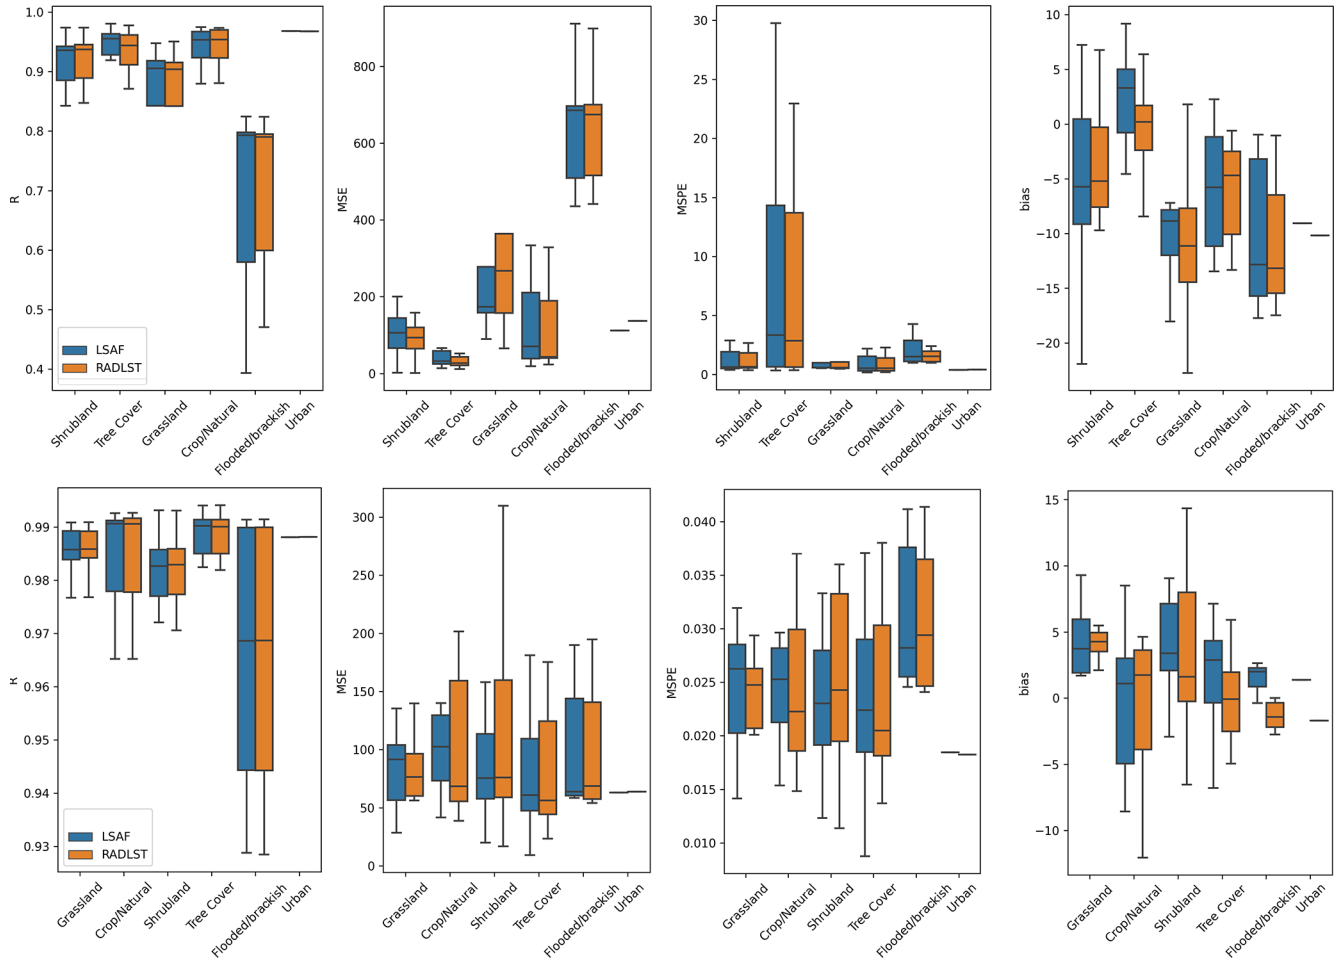 1.0
0.9
0.8
0.7
0.6
0.5
0.4
R
LSAF
RADLST
Shrubland
Tree Cover
Grassland
Crop/Natural
Flooded/brackish
Urban
800
600
400
200
0
MSE
Shrubland
Tree Cover
Grassland
Crop/Natural
Flooded/brackish
Urban
30
25
20
15
10
5
0
MSPE
Shrubland
Tree Cover
Grassland
Crop/Natural
Flooded/brackish
Urban
10
5
0
−5
−10
−15
−20
bias
Shrubland
Tree Cover
Grassland
Crop/Natural
Flooded/brackish
Urban
0.99
0.98
0.97
0.96
0.95
0.94
0.93
R
LSAF
RADLST
Grassland
Crop/Natural
Shrubland
Tree Cover
Flooded/brackish
Urban
300
250
200
150
100
50
0
MSE
Grassland
Crop/Natural
Shrubland
Tree Cover
Flooded/brackish
Urban
0.040
0.035
0.030
0.025
0.020
0.015
0.010
MSPE
Grassland
Crop/Natural
Shrubland
Tree Cover
Flooded/brackish
Urban
15
10
5
0
−5
−10
bias
Grassland
Crop/Natural
Shrubland
Tree Cover
Flooded/brackish
Urban